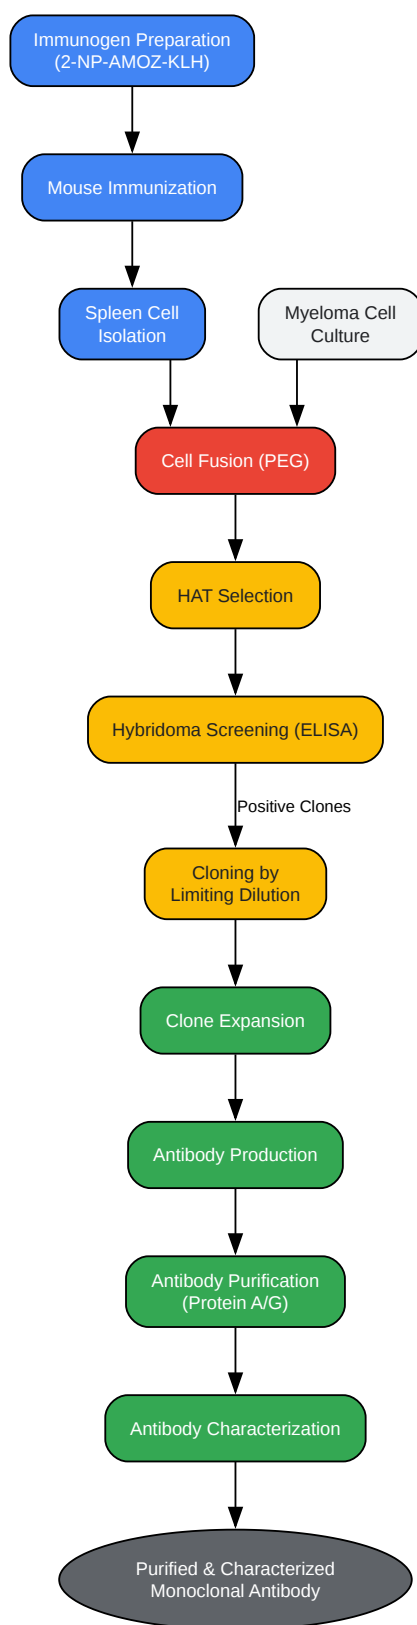 Immunogen Preparation
(2-NP-AMOZ-KLH)
Mouse Immunization
Spleen Cell
Isolation
Myeloma Cell
Culture
Cell Fusion (PEG)
HAT Selection
Hybridoma Screening (ELISA)
Positive Clones
Cloning by
Limiting Dilution
Clone Expansion
Antibody Production
Antibody Purification
(Protein A/G)
Antibody Characterization
Purified & Characterized
Monoclonal Antibody